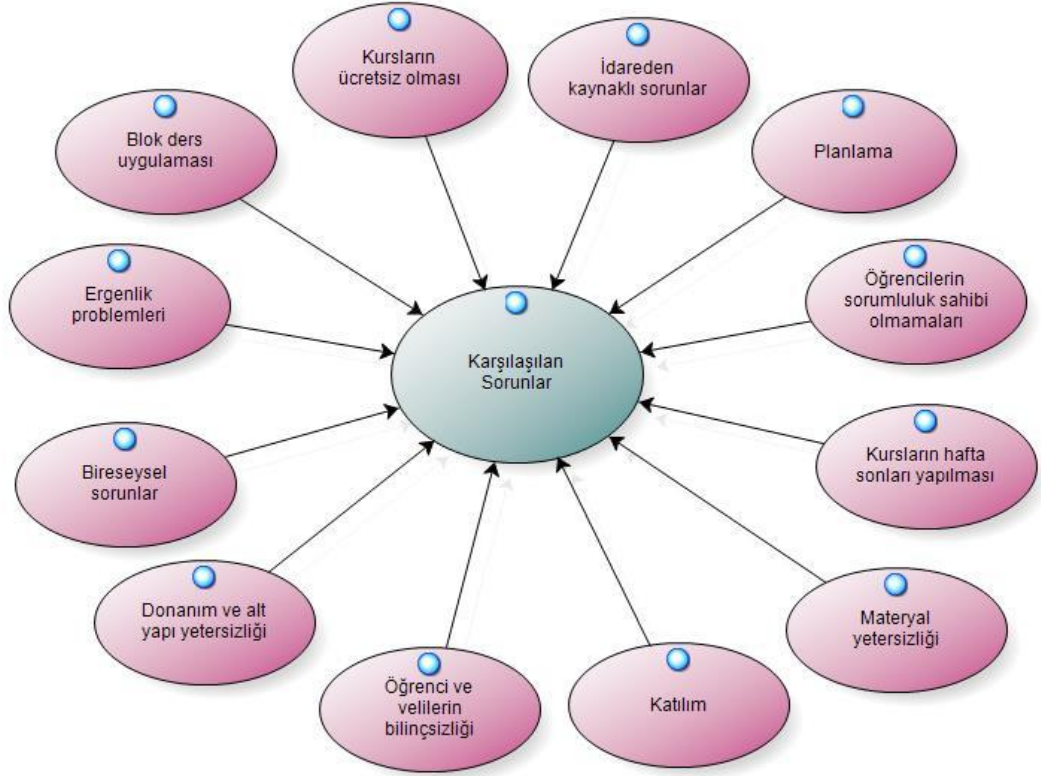 Kursların
ücretsiz olması
İdareden
kaynaklı sorunlar
Blok ders
uygulaması
Planlama
Ergenlik
problemleri
Öğrencilerin
sorumluluk sahibi
olmamaları
Karşılaşılan
Sorunlar
Bireseysel
sorunlar
Kursların hafta
sonları yapılması
Donanım ve alt
yapı yetersizliği
Materyal
yetersizliği
Öğrenci ve
velilerin
bilinçsizliği
Katılım